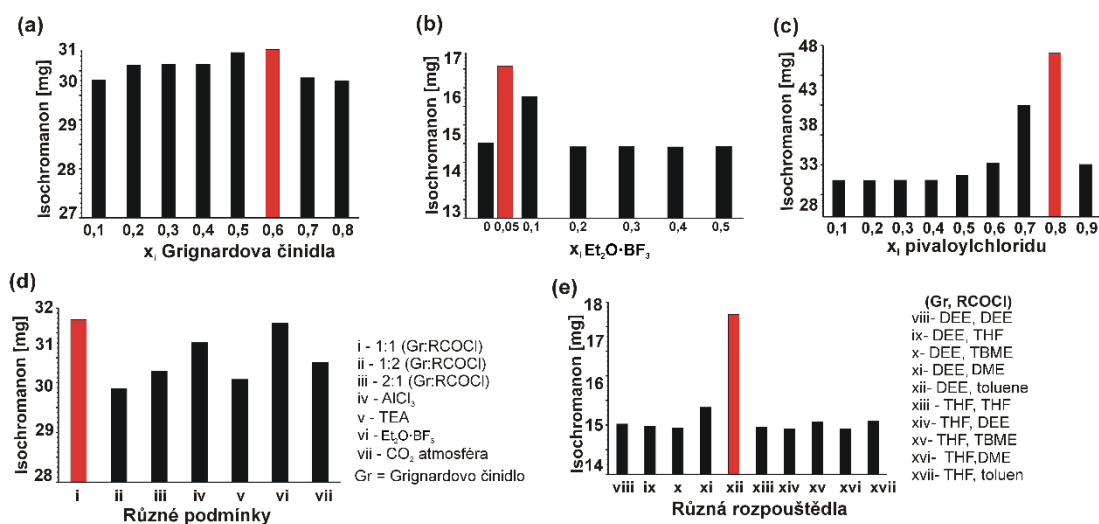 (a)
Isochromanon [mg]
31
30
29
28
27
0,1 0,2 0,3 0,4 0,5 0,6 0,7 0,8
xᵢ Grignardova činidla
(b)
Isochromanon [mg]
17
16
15
14
13
0 0,05 0,1 0,2 0,3 0,4 0,5
xᵢ Et₂O·BF₃
(c)
Isochromanon [mg]
48
43
38
33
28
0,1 0,2 0,3 0,4 0,5 0,6 0,7 0,8 0,9
xᵢ pivaloylchloridu
(d)
Isochromanon [mg]
32
31
30
30
28
i ii iii iv v vi vii
Různé podmínky
i - 1:1 (Gr:RCOCl)
ii - 1:2 (Gr:RCOCl)
iii - 2:1 (Gr:RCOCl)
iv - AlCl₃
v - TEA
vi - Et₂O·BF₃
vii - CO₂ atmosféra
Gr = Grignardovo činidlo
(e)
Isochromanon [mg]
18
17
16
15
14
viii ix x xi xii xiii xiv xv xvi xvii
Různá rozpouštědla
(Gr, RCOCl)
viii- DEE, DEE
ix- DEE, THF
x- DEE, TBME
xi- DEE, DME
xii- DEE, toluene
xiii - THF, THF
xiv- THF, DEE
xv- THF, TBME
xvi- THF,DME
xvii- THF, toluen